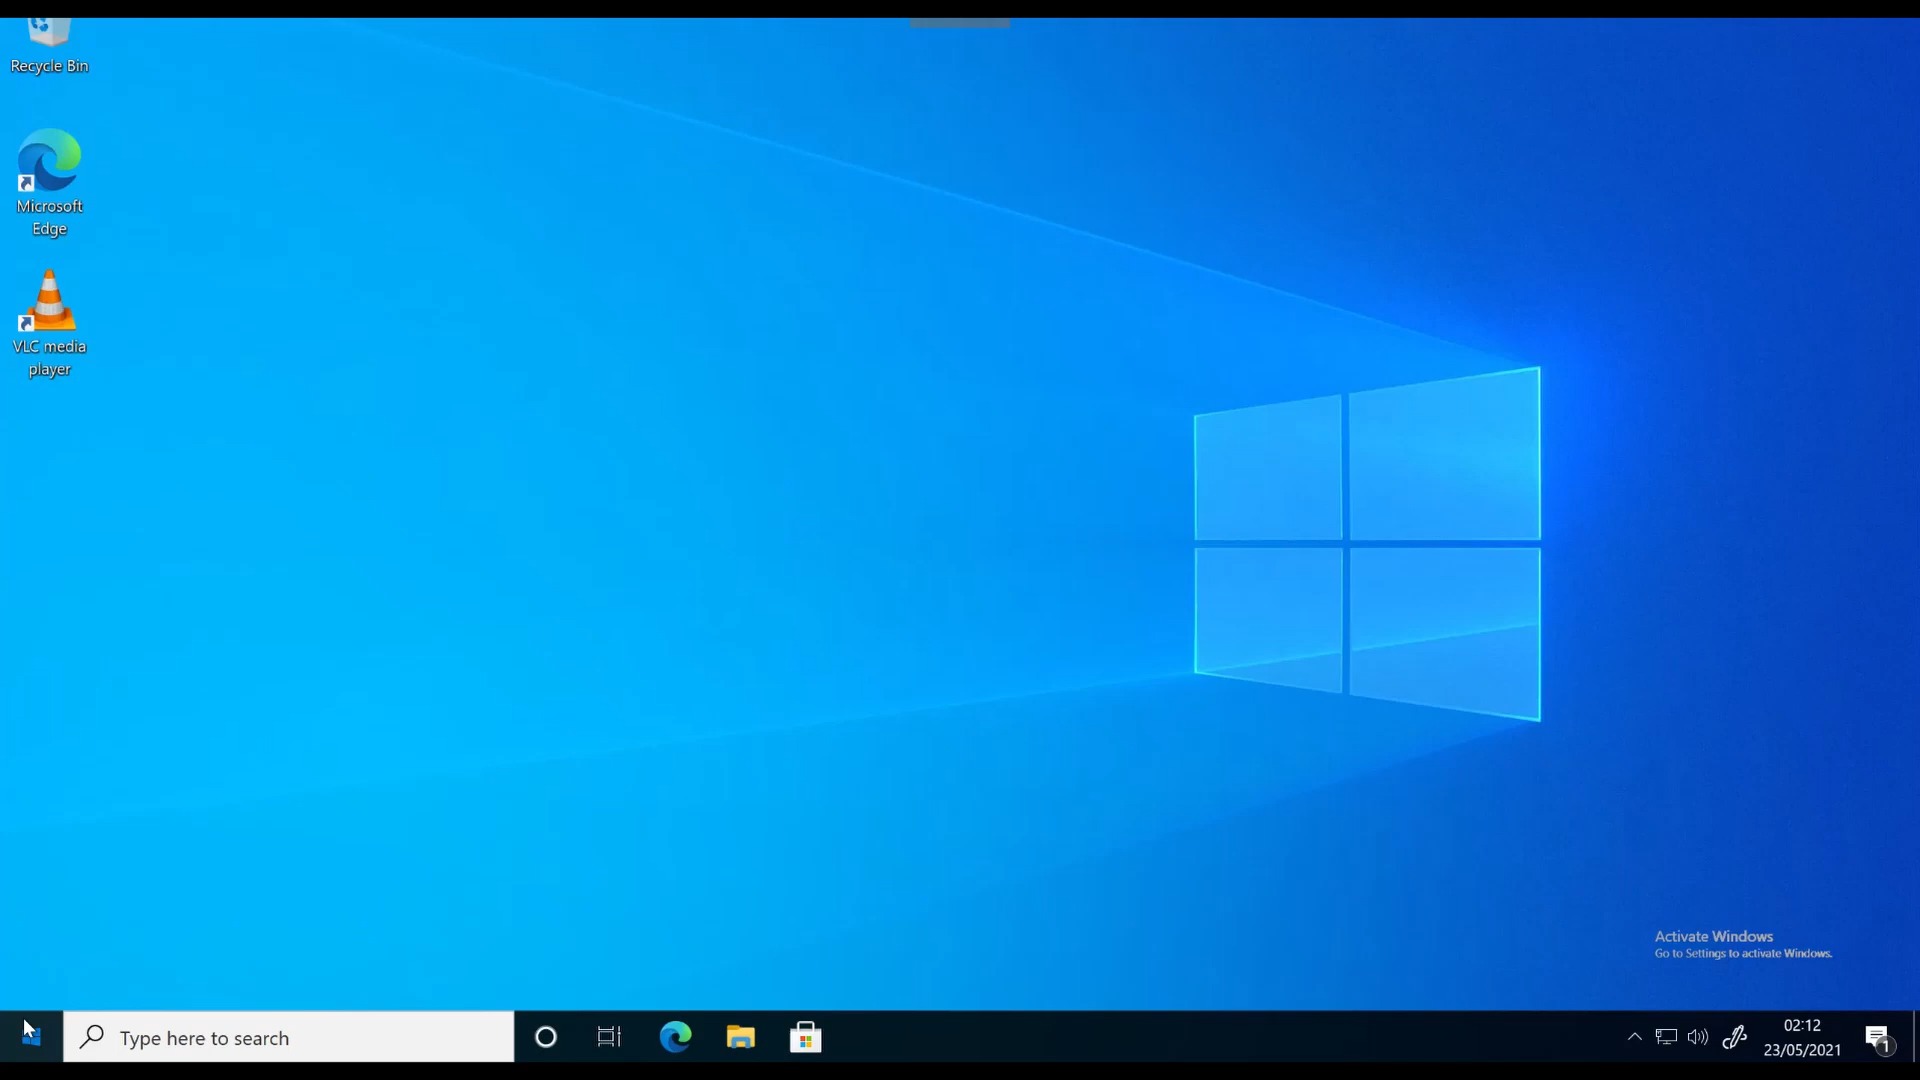 Recycle Bin
Microsoft
Edge
VLC media
player
Activate Windows
Go to Settings to activate Windows.
Type here to search
02:12
23/05/2021
1